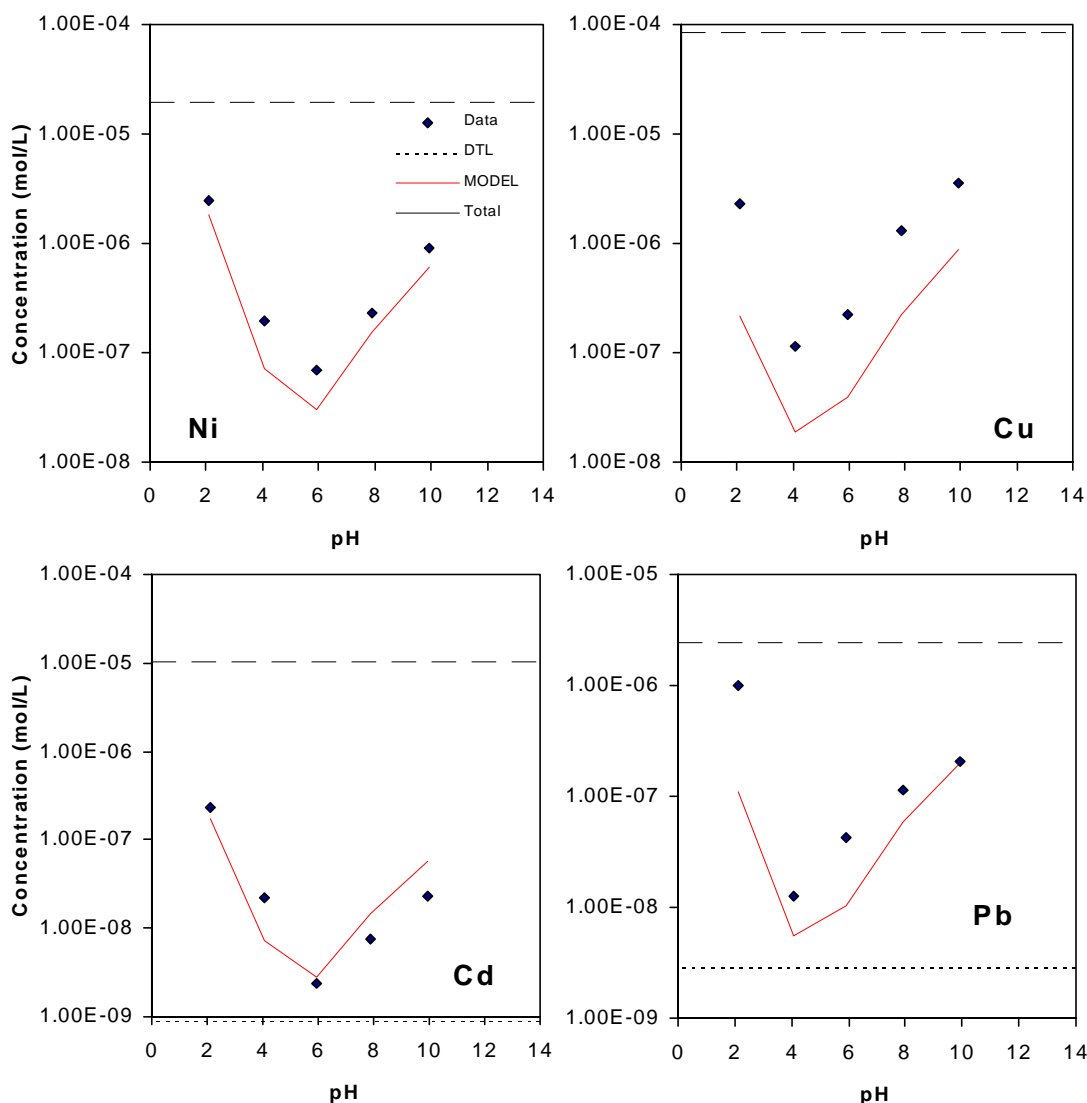 1.00E-04
1.00E-05
1.00E-06
1.00E-07
1.00E-08
Concentration (mol/L)
Data
DTL
MODEL
Total
Ni
0 2 4 6 8 10 12 14
pH
1.00E-04
1.00E-05
1.00E-06
1.00E-07
1.00E-08
Cu
0 2 4 6 8 10 12 14
pH
1.00E-04
1.00E-05
1.00E-06
1.00E-07
1.00E-08
1.00E-09
Concentration (mol/L)
Cd
0 2 4 6 8 10 12 14
pH
1.00E-05
1.00E-06
1.00E-07
1.00E-08
1.00E-09
Pb
0 2 4 6 8 10 12 14
pH